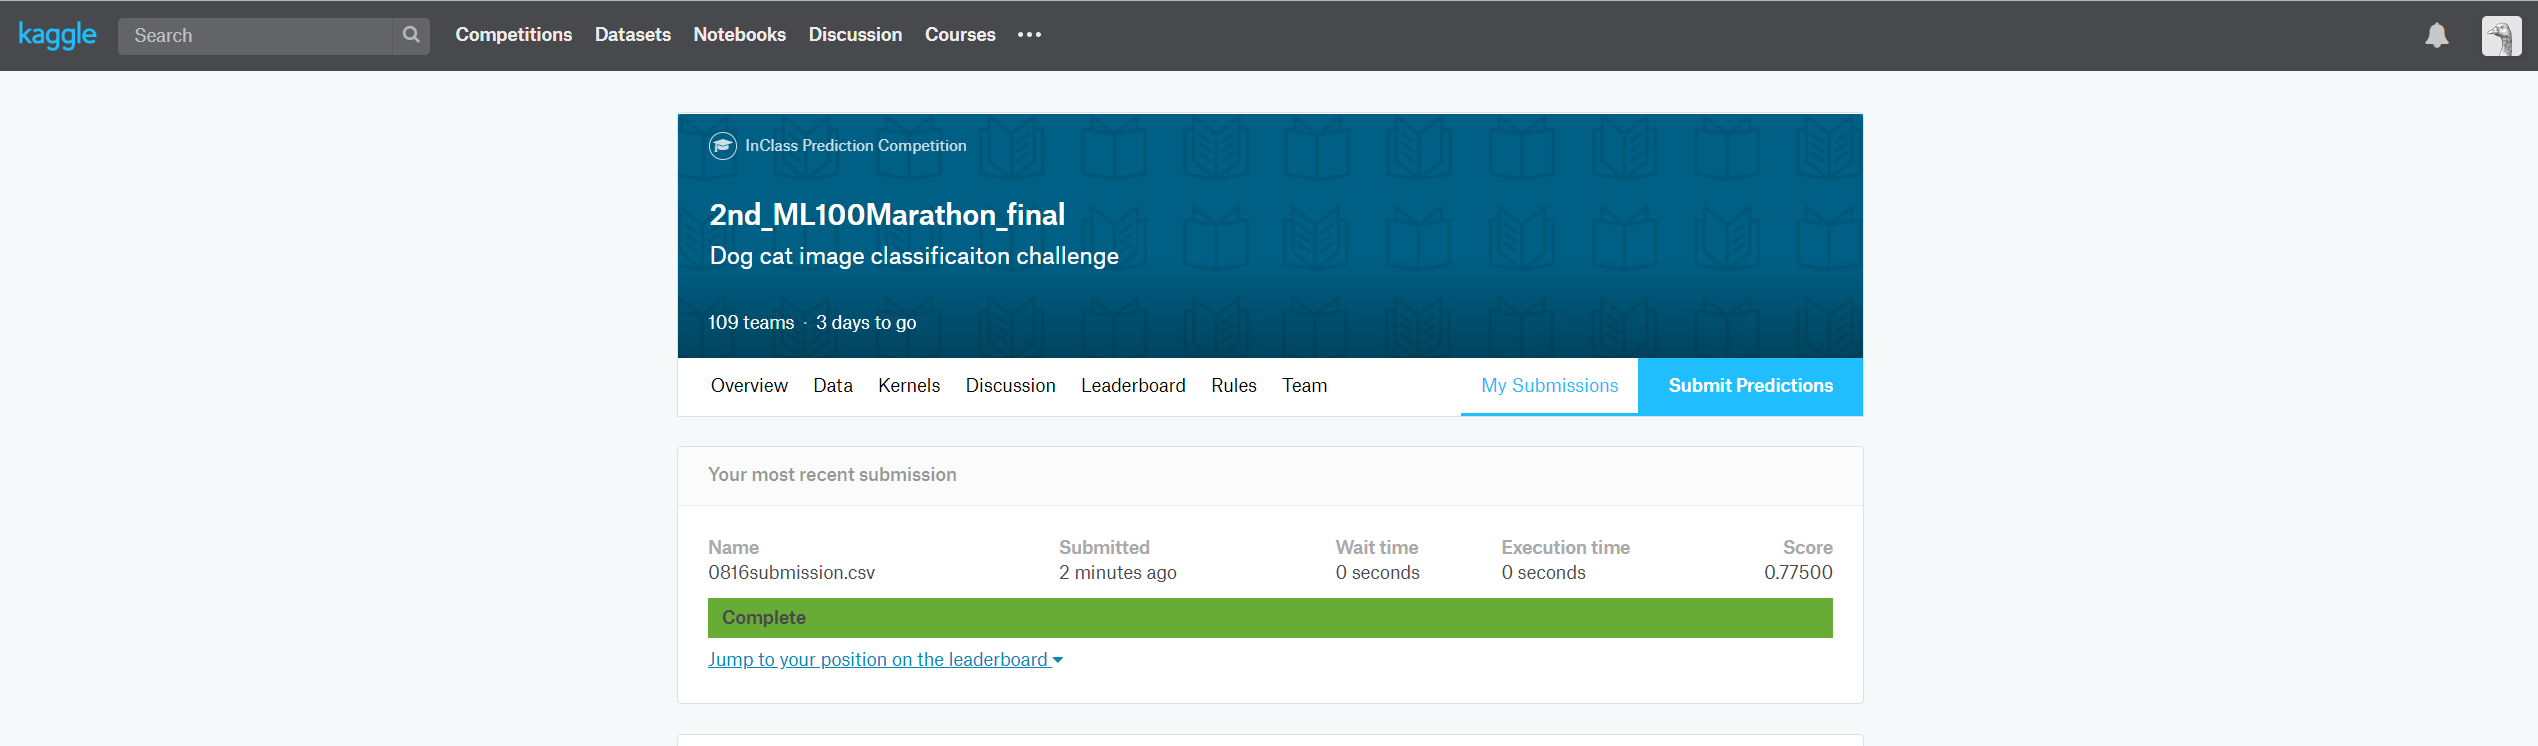 kaggle Search Competitions Datasets Notebooks Discussion Courses
InClass Prediction Competition
2nd_ML100Marathon_final
Dog cat image classificaiton challenge
109 teams · 3 days to go
Overview Data Kernels Discussion Leaderboard Rules Team My Submissions Submit Predictions
Your most recent submission
Name Submitted Wait time Execution time Score
0816submission.csv 2 minutes ago 0 seconds 0 seconds 0.77500
Complete
Jump to your position on the leaderboard